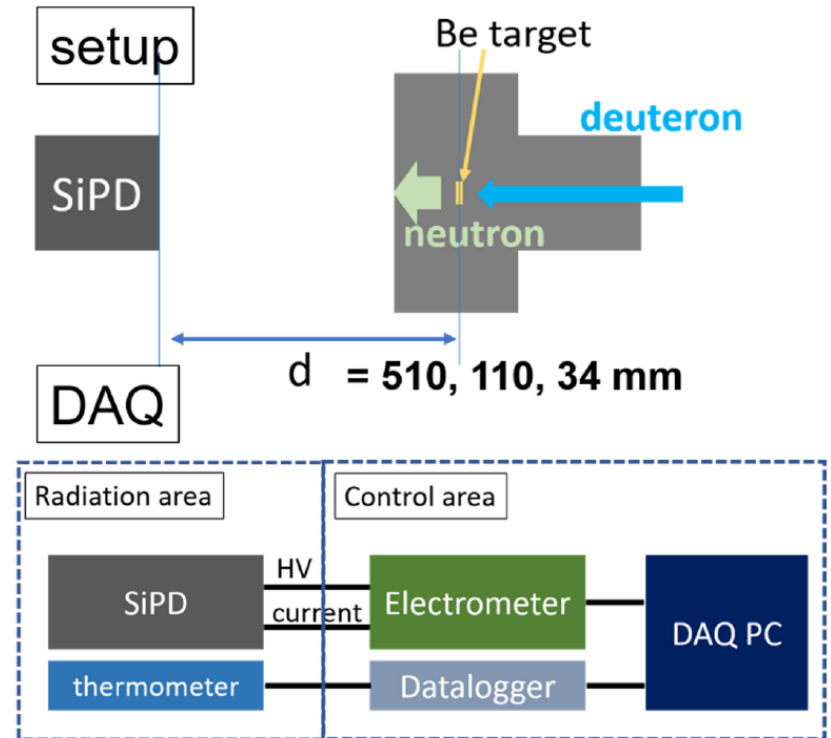 setup
Be target
deuteron
SiPD
neutron
d = 510, 110, 34 mm
DAQ
Radiation area
Control area
HV
SiPD
current
Electrometer
DAQ PC
thermometer
Datalogger